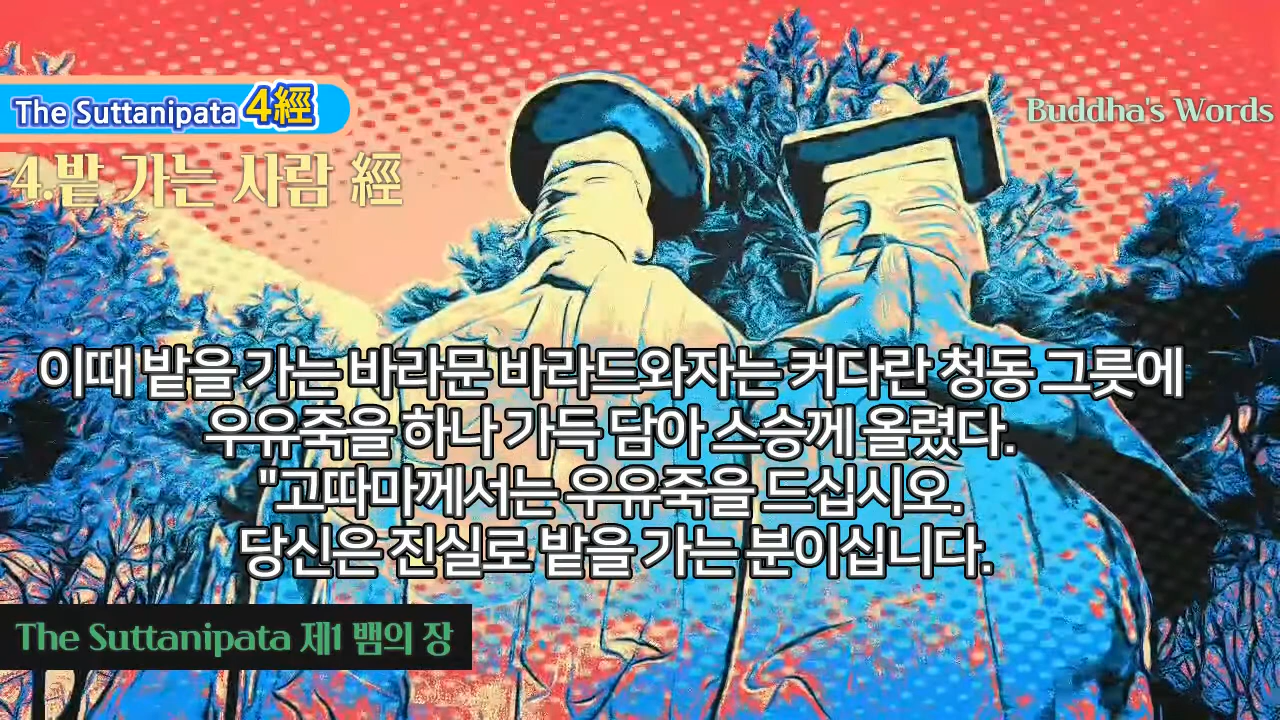 The Suttanipata 4經
Buddha's Words
4.밭 가는 사람 經
이때 밭을 가는 바라문 바라드와자는 커다란 청동 그릇에
우유죽을 하나 가득 담아 스승께 올렸다.
"고따마께서는 우유죽을 드십시오.
당신은 진실로 밭을 가는 분이십니다.
The Suttanipata 제1 뱀의 장